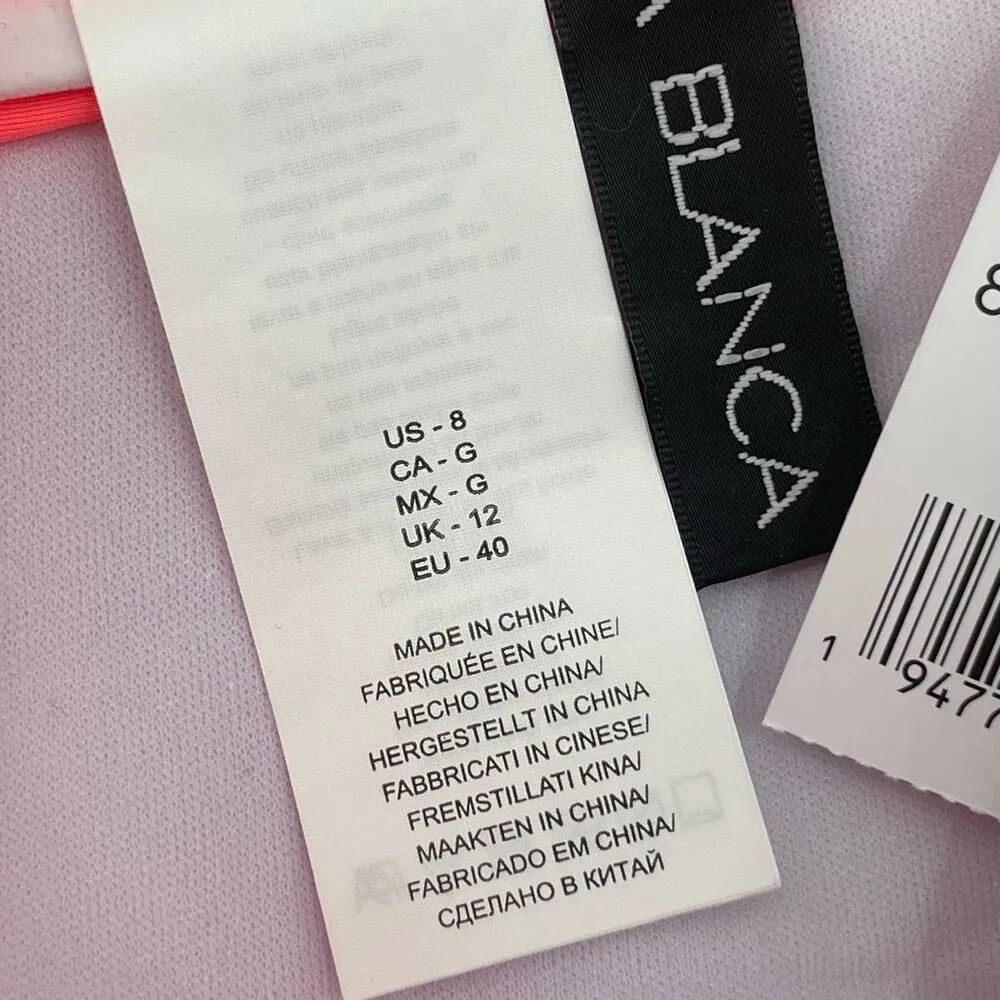 BLANCA
US - 8
CA - G
MX - G
UK - 12
EU - 40
MADE IN CHINA
FABRIQUÉE EN CHINE/
HECHO EN CHINA/
HERGESTELLT IN CHINA
FABBRICATI IN CINESE/
FREMSTILLATI KINA/
MAAKTEN IN CHINA/
FABRICADO EM CHINA/
СДЕЛАНО В КИТАЙ
8
1 9477